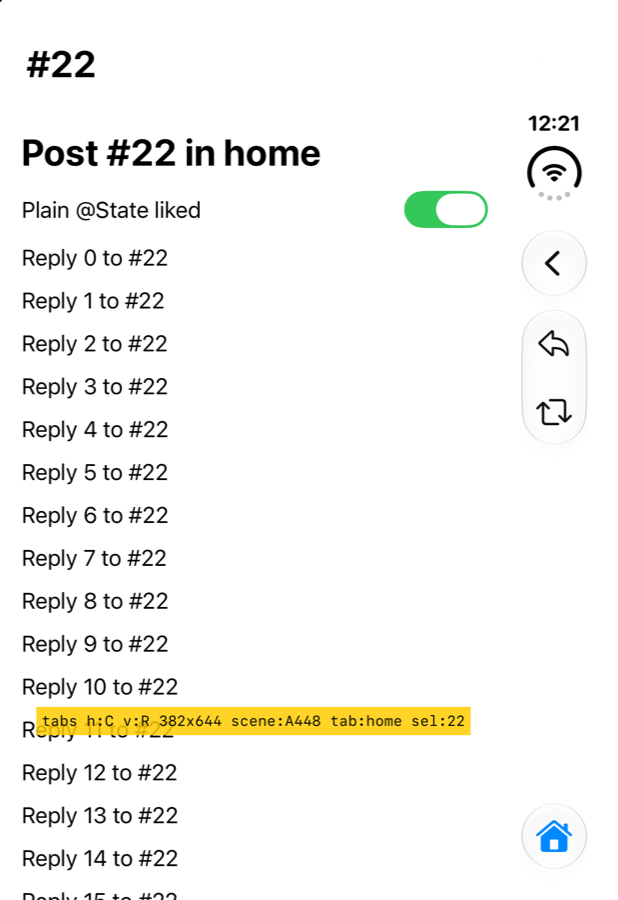 #22
12:21
Post #22 in home
Plain @State liked
Reply 0 to #22
Reply 1 to #22
Reply 2 to #22
Reply 3 to #22
Reply 4 to #22
Reply 5 to #22
Reply 6 to #22
Reply 7 to #22
Reply 8 to #22
Reply 9 to #22
Reply 10 to #22
tabs h:C v:R 382x644 scene:A448 tab:home sel:22
Reply 11 to #22
Reply 12 to #22
Reply 13 to #22
Reply 14 to #22
Reply 15 to #22